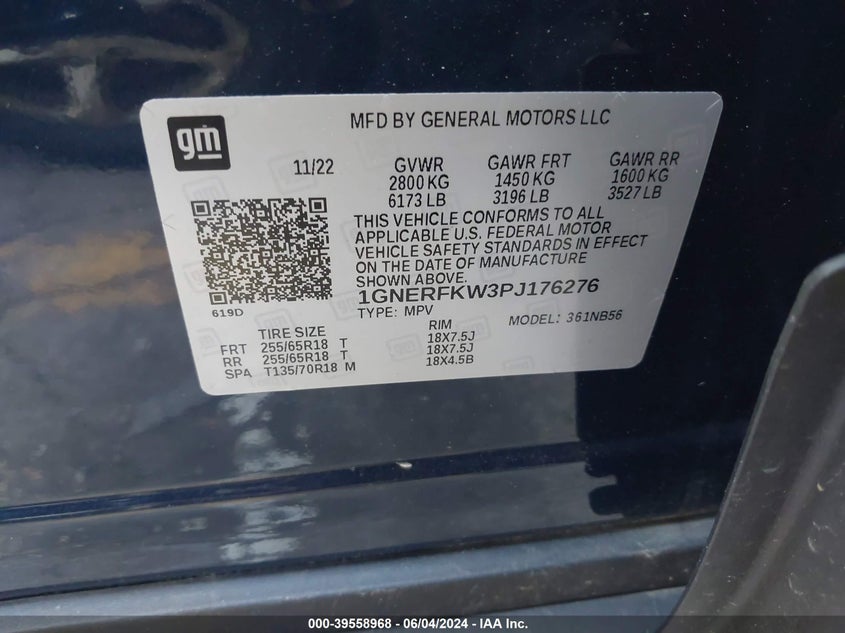 gm
MFD BY GENERAL MOTORS LLC
11/22
GVWR GAWR FRT GAWR RR
2800 KG 1450 KG 1600 KG
6173 LB 3196 LB 3527 LB
THIS VEHICLE CONFORMS TO ALL
APPLICABLE U.S. FEDERAL MOTOR
VEHICLE SAFETY STANDARDS IN EFFECT
ON THE DATE OF MANUFACTURE
SHOWN ABOVE.
1GNERFKW3PJ176276
TYPE: MPV MODEL: 361NB56
619D
TIRE SIZE RIM
FRT 255/65R18 T 18X7.5J
RR 255/65R18 T 18X7.5J
SPA T135/70R18 M 18X4.5B
000-39558968 - 06/04/2024 - IAA Inc.